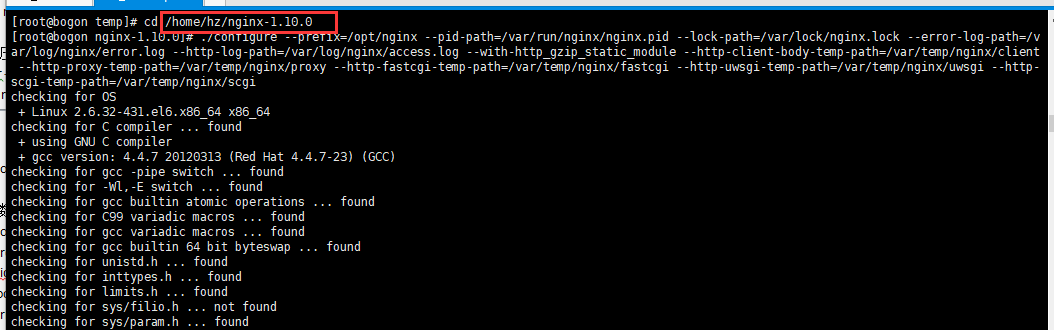 [root@bogon temp]# cd /home/hz/nginx-1.10.0
[root@bogon nginx-1.10.0]# ./configure --prefix=/opt/nginx --pid-path=/var/run/nginx/nginx.pid --lock-path=/var/lock/nginx.lock --error-log-path=/v
ar/log/nginx/error.log --http-log-path=/var/log/nginx/access.log --with-http_gzip_static_module --http-client-body-temp-path=/var/temp/nginx/client
 --http-proxy-temp-path=/var/temp/nginx/proxy --http-fastcgi-temp-path=/var/temp/nginx/fastcgi --http-uwsgi-temp-path=/var/temp/nginx/uwsgi --http-
scgi-temp-path=/var/temp/nginx/scgi
checking for OS
 + Linux 2.6.32-431.el6.x86_64 x86_64
checking for C compiler ... found
 + using GNU C compiler
 + gcc version: 4.4.7 20120313 (Red Hat 4.4.7-23) (GCC)
checking for gcc -pipe switch ... found
checking for -Wl,-E switch ... found
checking for gcc builtin atomic operations ... found
checking for C99 variadic macros ... found
checking for gcc variadic macros ... found
checking for gcc builtin 64 bit byteswap ... found
checking for unistd.h ... found
checking for inttypes.h ... found
checking for limits.h ... found
checking for sys/filio.h ... not found
checking for sys/param.h ... found